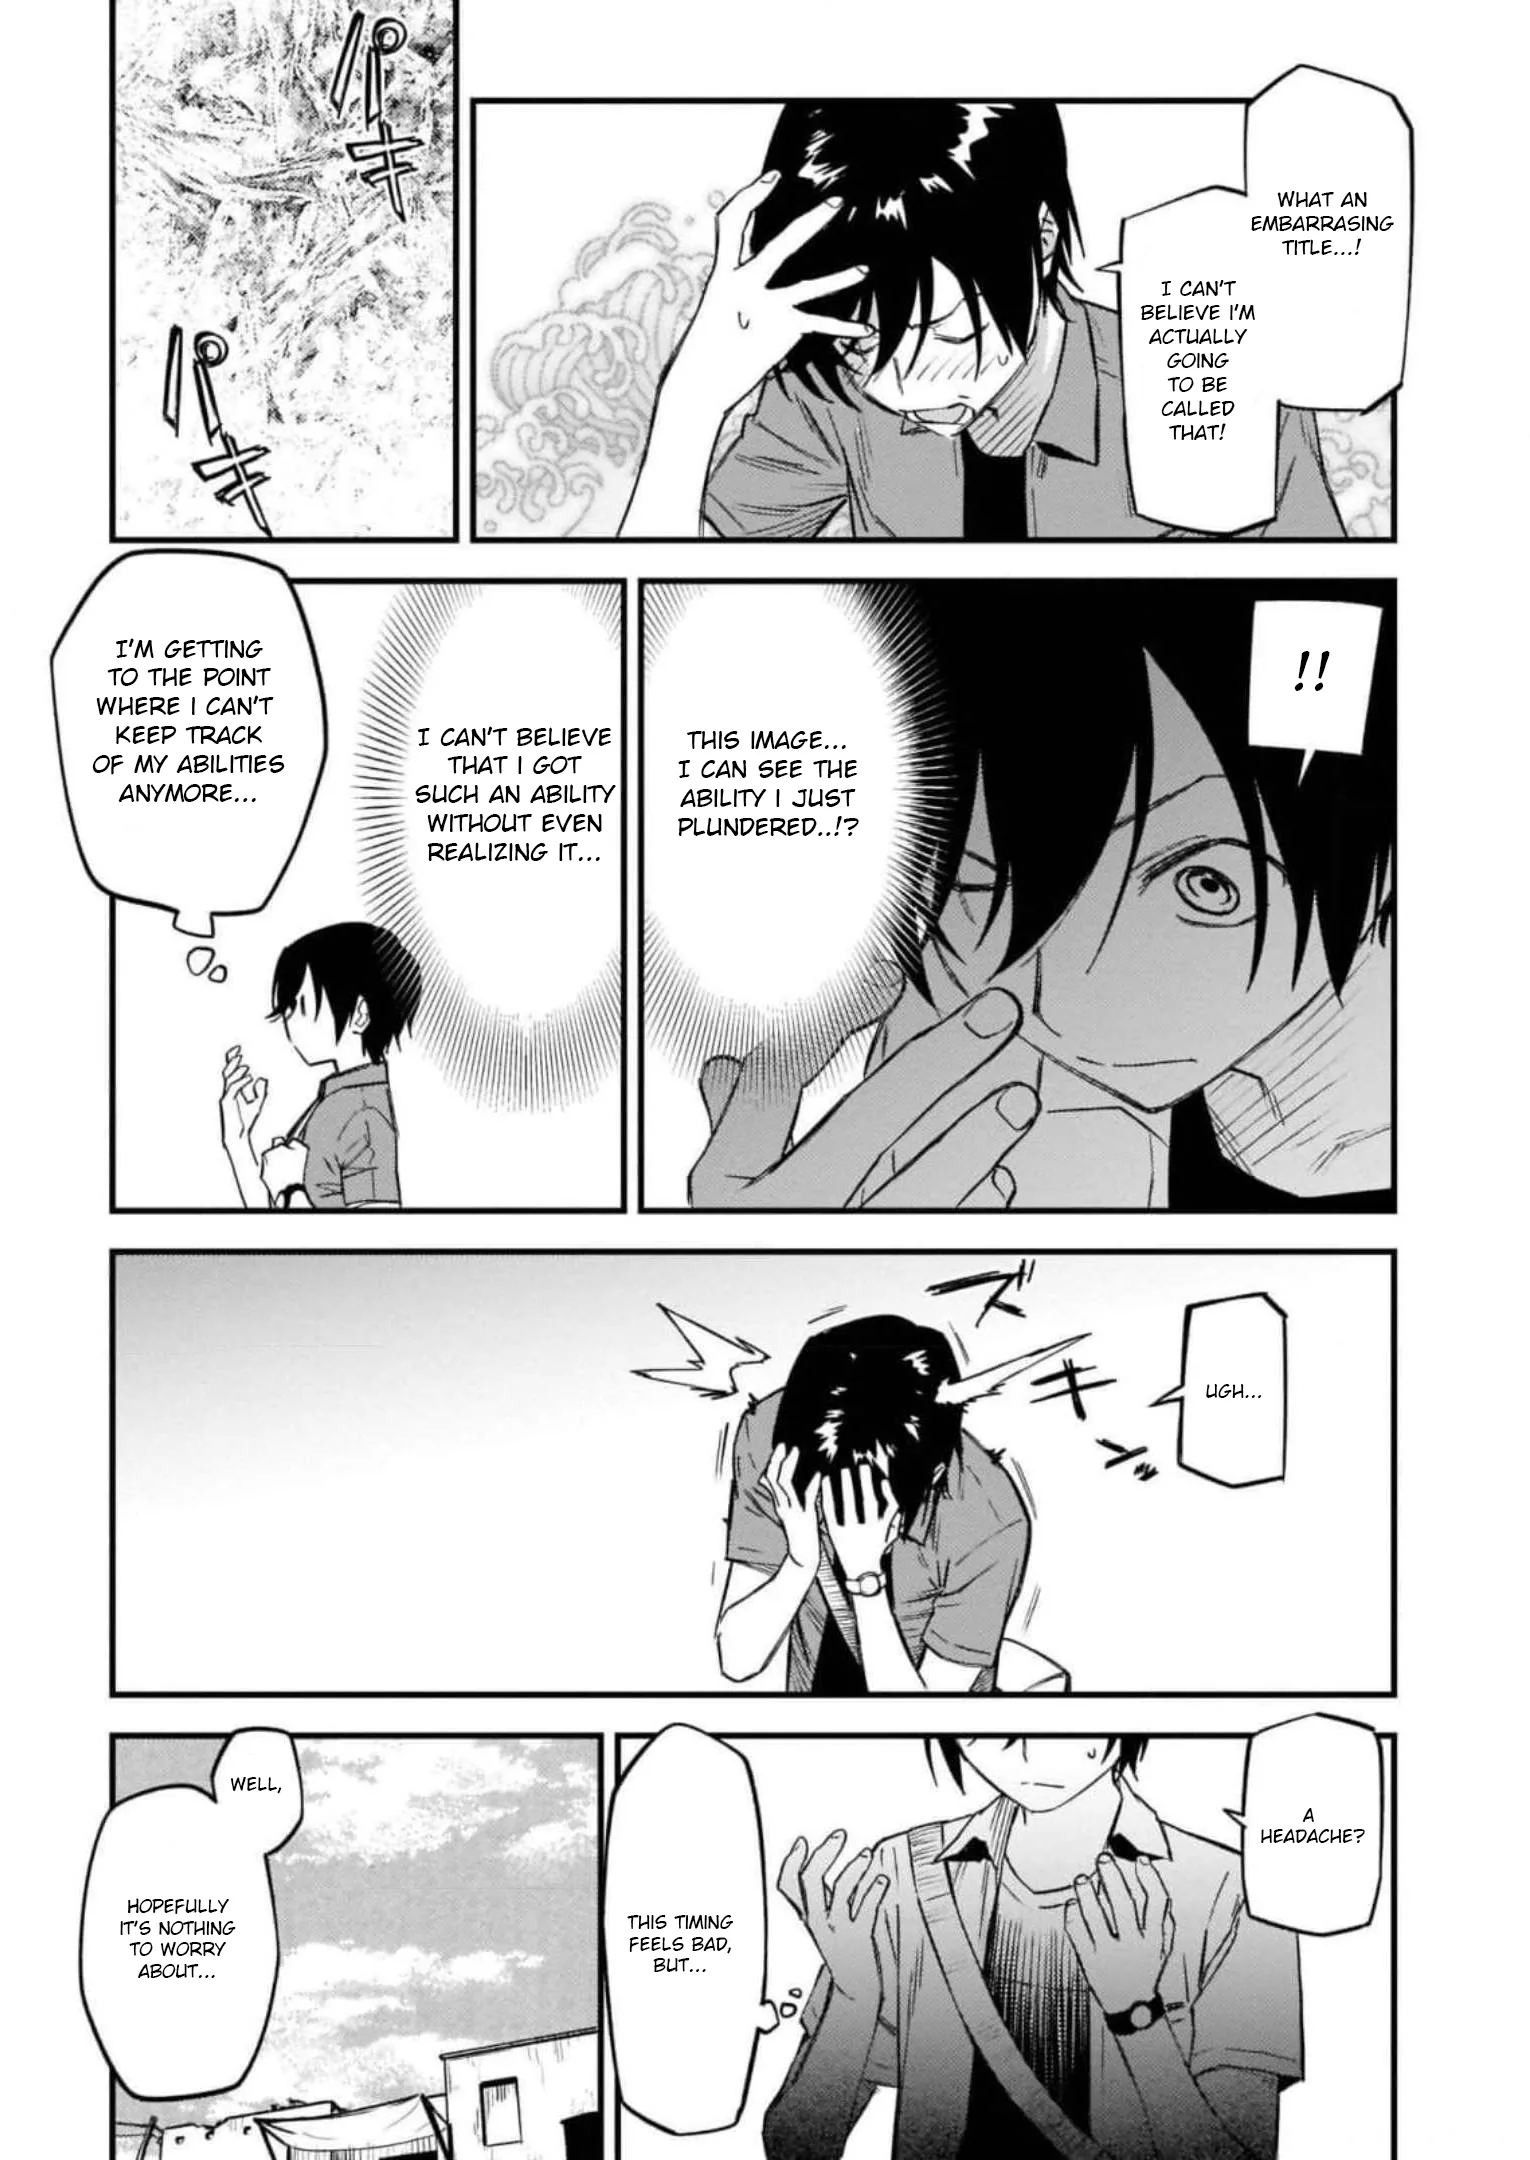 WHAT AN
EMBARRASING
TITLE...!
I CAN'T
BELIEVE I'M
ACTUALLY
GOING
TO BE
CALLED
THAT!
パキ
パキ
!!
THIS IMAGE...
I CAN SEE THE
ABILITY I JUST
PLUNDERED..!?
I CAN'T BELIEVE
THAT I GOT
SUCH AN ABILITY
WITHOUT EVEN
REALIZING IT...
I'M GETTING
TO THE POINT
WHERE I CAN'T
KEEP TRACK
OF MY ABILITIES
ANYMORE...
UGH...
ズキン
A
HEADACHE?
THIS TIMING
FEELS BAD,
BUT...
WELL,
HOPEFULLY
IT'S NOTHING
TO WORRY
ABOUT...